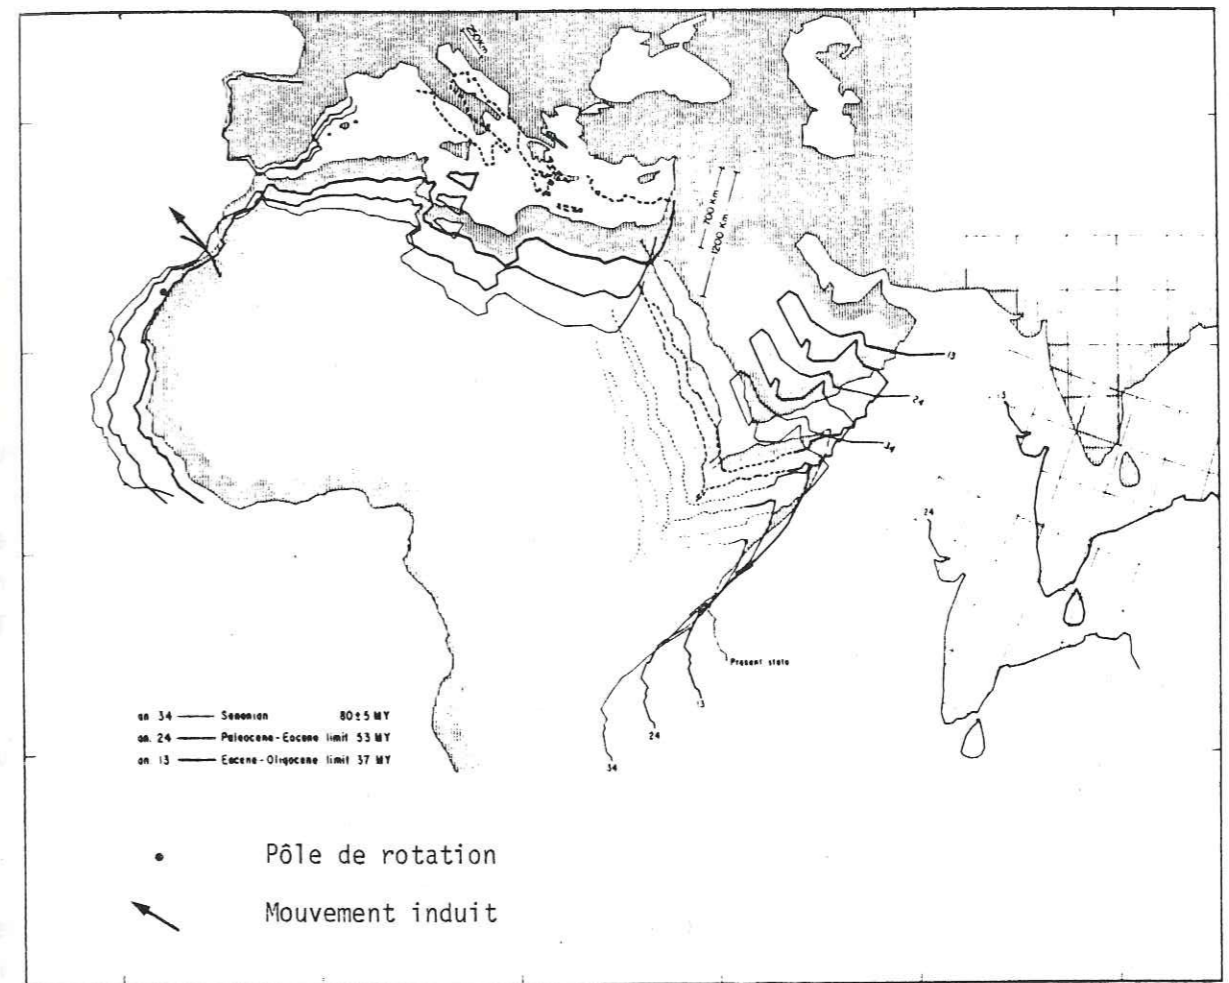 250Km
700 Km
1200 Km
13
24
34
13
24
Present state
13
24
34
an 34 Senonian 80±5 MY
an. 24 Paleocene-Eocene limit 53 MY
an. 13 Eocene-Oligocene limit 37 MY
Pôle de rotation
Mouvement induit